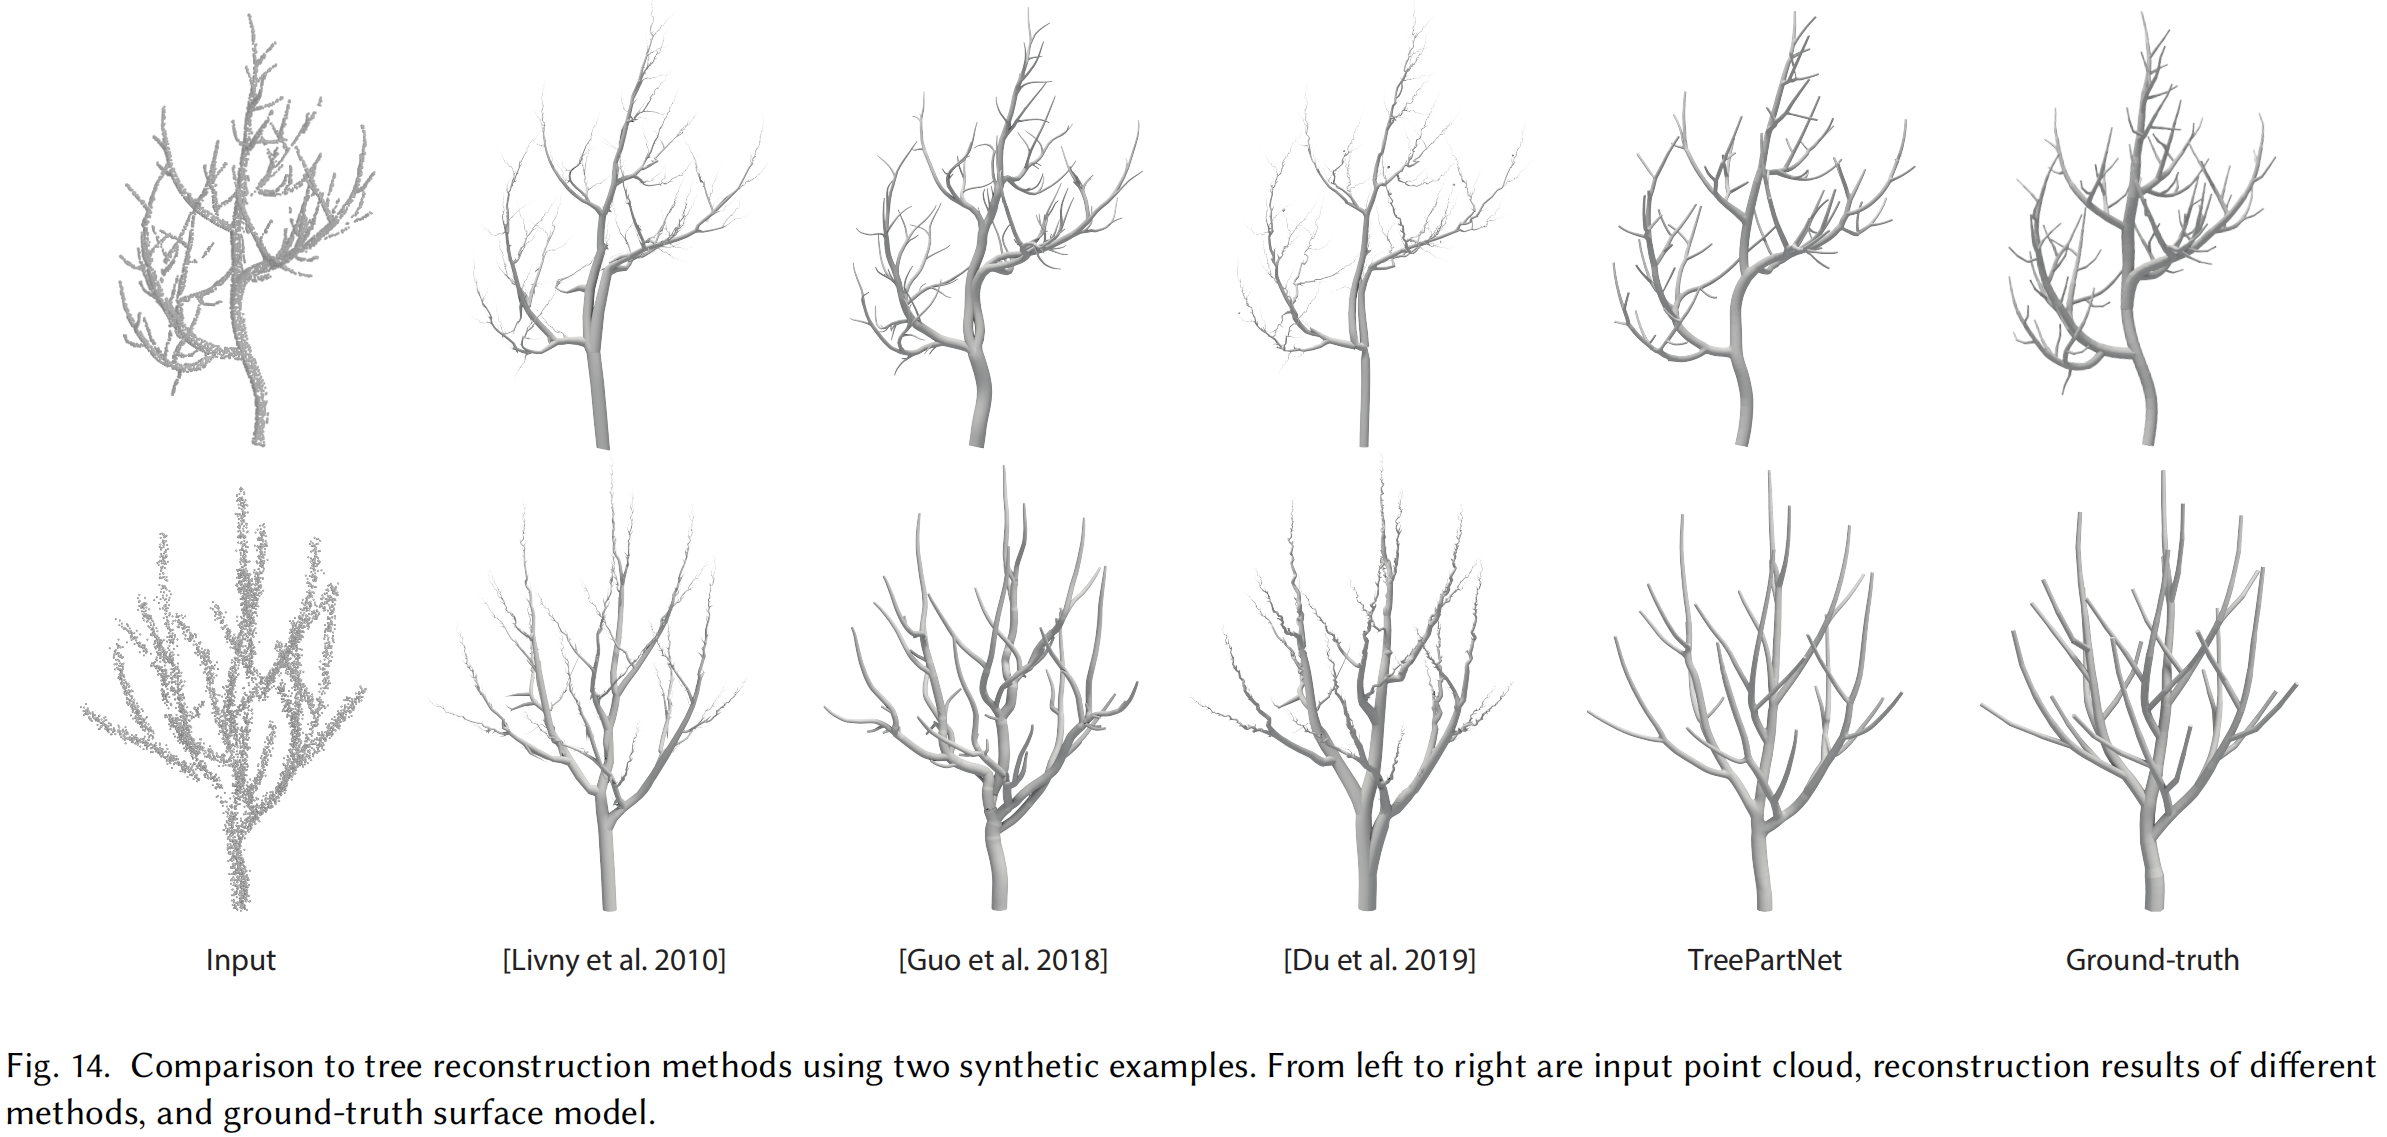 Input
[Livny et al. 2010]
[Guo et al. 2018]
[Du et al. 2019]
TreePartNet
Ground-truth
Fig. 14. Comparison to tree reconstruction methods using two synthetic examples. From left to right are input point cloud, reconstruction results of different
methods, and ground-truth surface model.